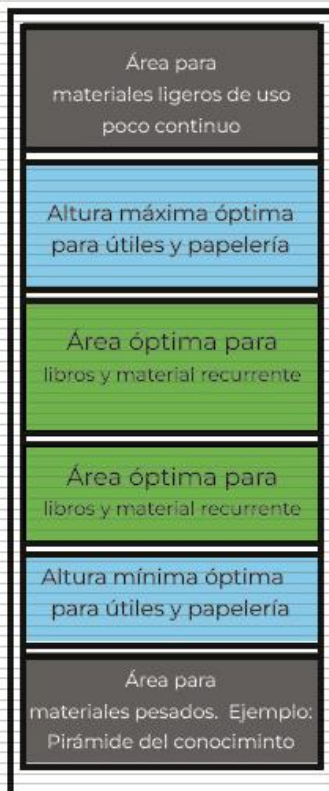 Área para
materiales ligeros de uso
poco continuo
Altura máxima óptima
para útiles y papelería
Área óptima para
libros y material recurrente
Área óptima para
libros y material recurrente
Altura mínima óptima
para útiles y papelería
Área para
materiales pesados. Ejemplo:
Pirámide del conociminto